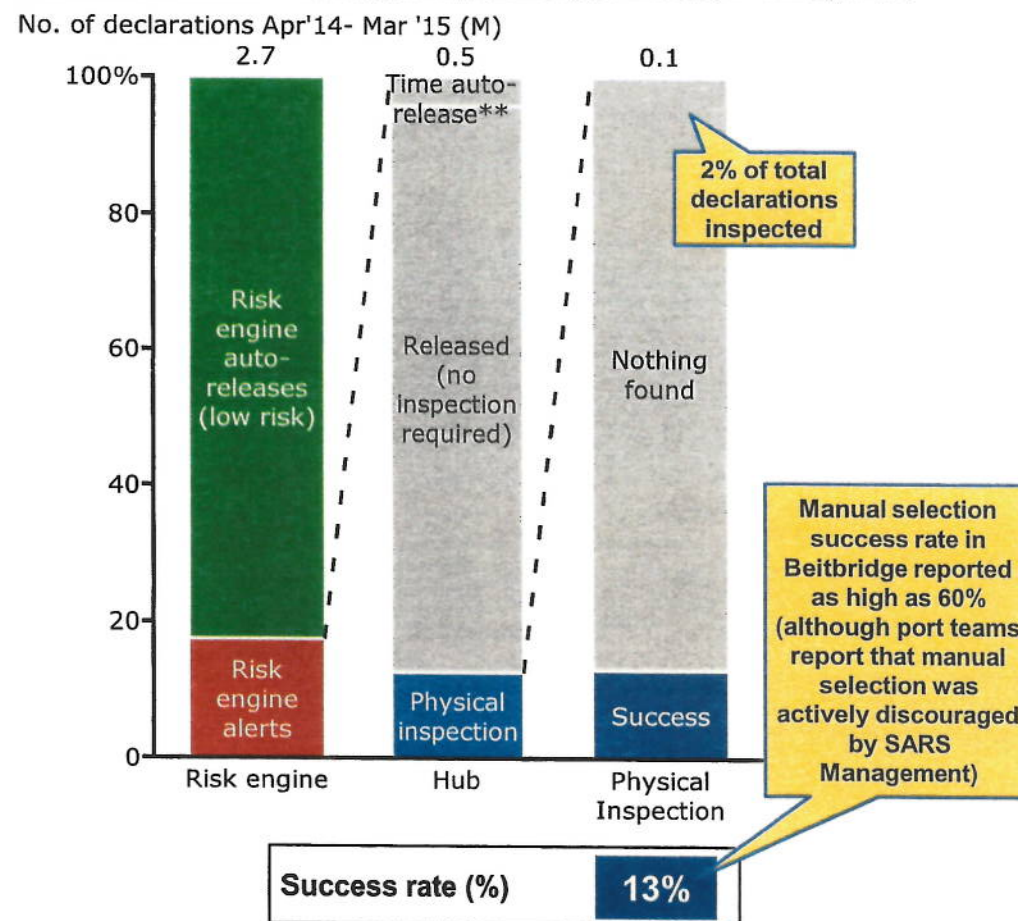 No. of declarations Apr'14- Mar '15 (M)
2.7
0.5
0.1
100%
80
60
40
20
0
Risk
engine
auto-
releases
(low risk)
Risk
engine
alerts
Time auto-
release**
Released
(no
inspection
required)
Physical
inspection
Nothing
found
Success
2% of total
declarations
inspected
Manual selection
success rate in
Beitbridge reported
as high as 60%
(although port teams
report that manual
selection was
actively discouraged
by SARS
Management)
Risk engine
Hub
Physical
Inspection
Success rate (%)
13%